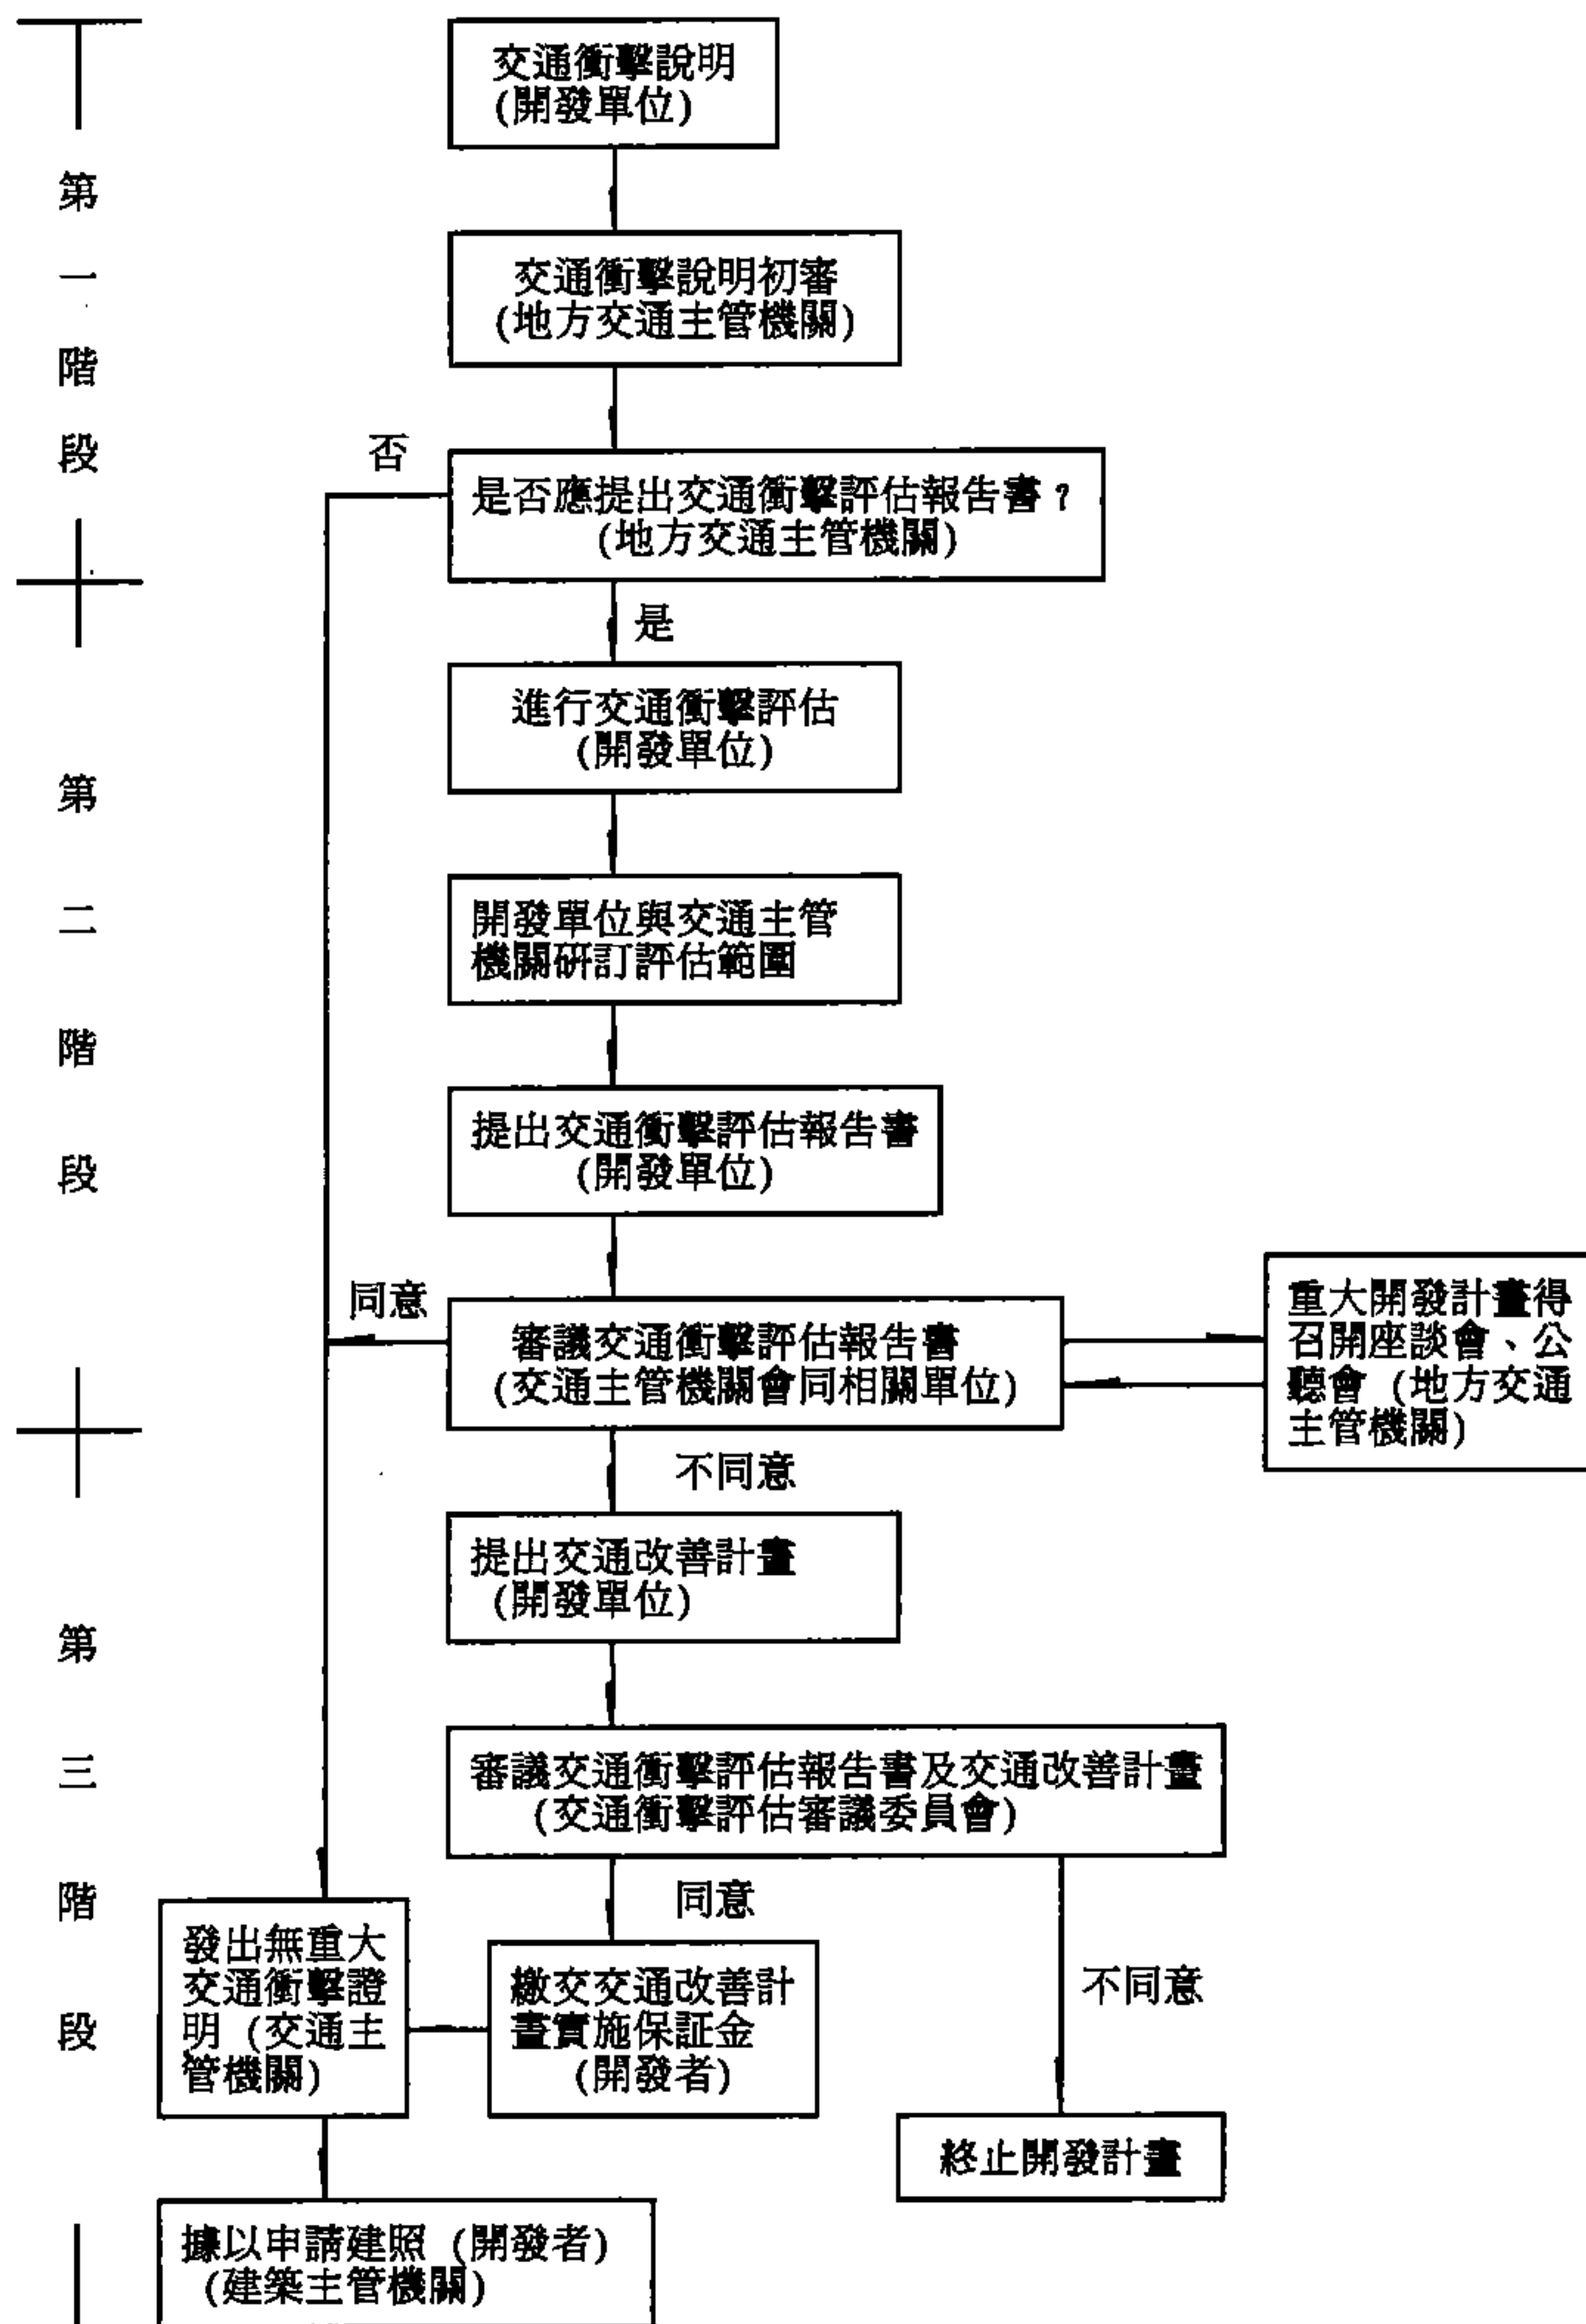 第一階段
交通衝擊說明
(開發單位)
交通衝擊說明初審
(地方交通主管機關)
否
是否應提出交通衝擊評估報告書?
(地方交通主管機關)
是
第二階段
進行交通衝擊評估
(開發單位)
開發單位與交通主管
機關研訂評估範圍
提出交通衝擊評估報告書
(開發單位)
同意
審議交通衝擊評估報告書
(交通主管機關會同相關單位)
重大開發計畫得
召開座談會、公
聽會(地方交通
主管機關)
不同意
第三階段
提出交通改善計畫
(開發單位)
審議交通衝擊評估報告書及交通改善計畫
(交通衝擊評估審議委員會)
同意
不同意
發出無重大
交通衝擊證
明(交通主
管機關)
繳交交通改善計
畫實施保証金
(開發者)
終止開發計畫
據以申請建照(開發者)
(建築主管機關)